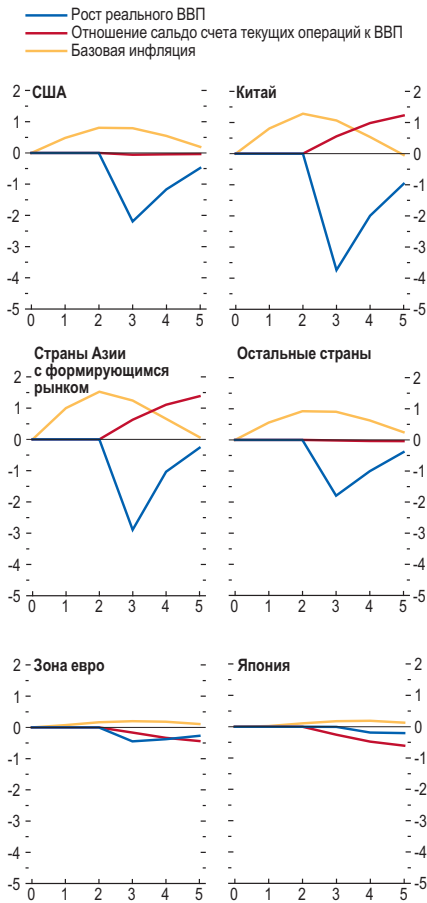 Рост реального ВВП
Отношение сальдо счета текущих операций к ВВП
Базовая инфляция
США
2
1
0
-1
-2
-3
-4
-5
0 1 2 3 4 5
Китай
2
1
0
-1
-2
-3
-4
-5
0 1 2 3 4 5
Страны Азии
с формирующимся
рынком
2
1
0
-1
-2
-3
-4
-5
0 1 2 3 4 5
Остальные страны
2
1
0
-1
-2
-3
-4
-5
0 1 2 3 4 5
Зона евро
2
1
0
-1
-2
-3
-4
-5
0 1 2 3 4 5
Япония
2
1
0
-1
-2
-3
-4
-5
0 1 2 3 4 5